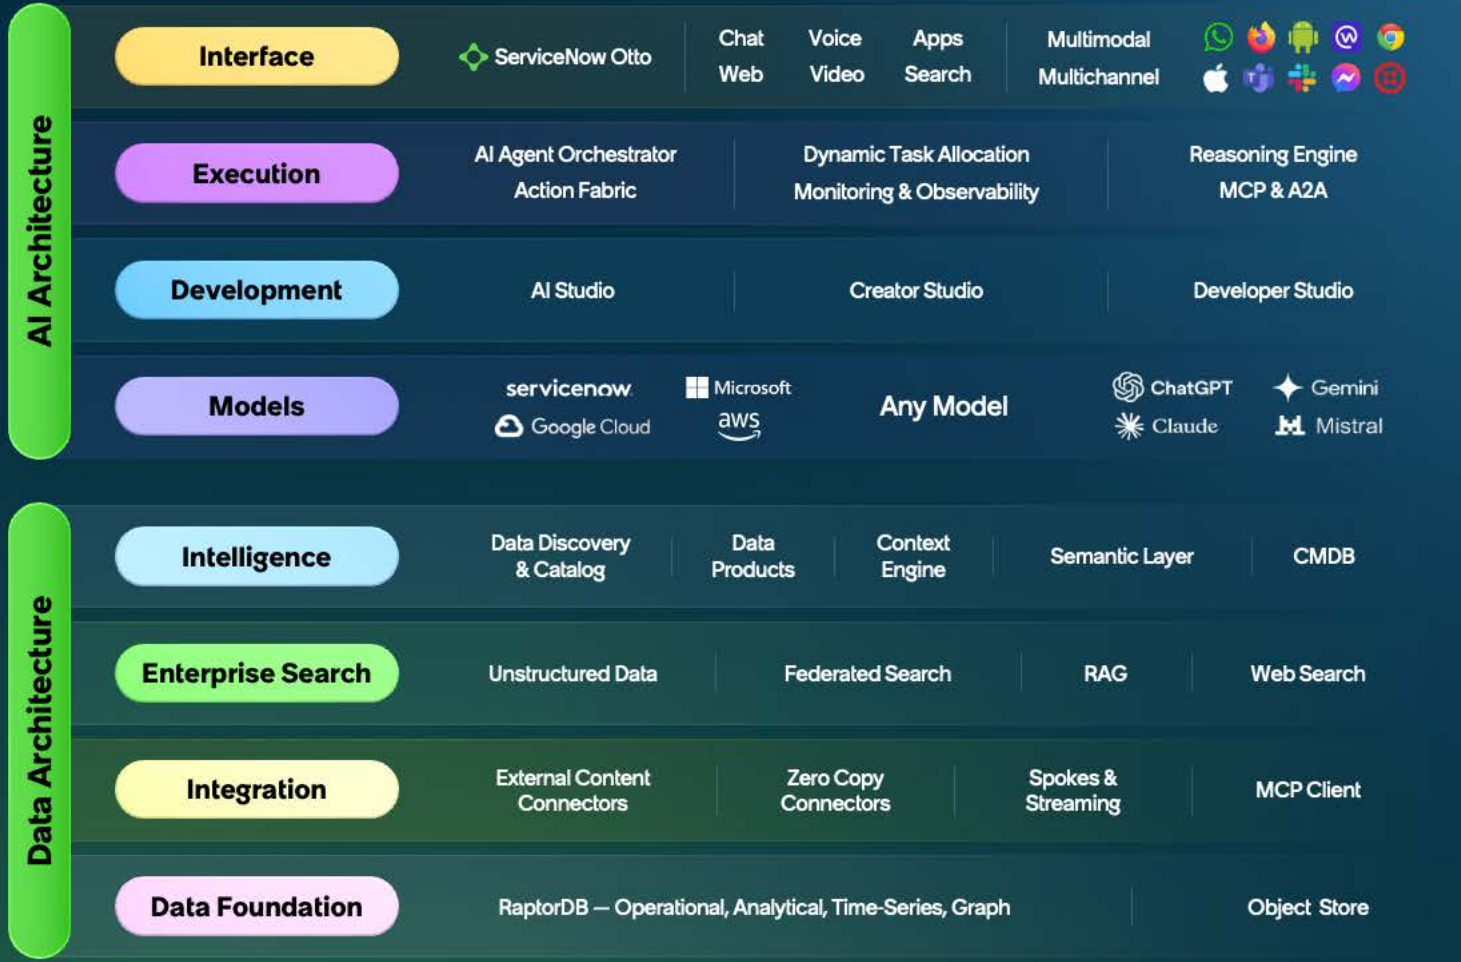 AI Architecture
Interface
ServiceNow Otto
Chat Voice Apps
Web Video Search
Multimodal
Multichannel
Execution
AI Agent Orchestrator
Action Fabric
Dynamic Task Allocation
Monitoring & Observability
Reasoning Engine
MCP & A2A
Development
AI Studio
Creator Studio
Developer Studio
Models
servicenow
Microsoft
Google Cloud
aws
Any Model
ChatGPT
Gemini
Claude
Mistral
Data Architecture
Intelligence
Data Discovery
& Catalog
Data
Products
Context
Engine
Semantic Layer
CMDB
Enterprise Search
Unstructured Data
Federated Search
RAG
Web Search
Integration
External Content
Connectors
Zero Copy
Connectors
Spokes &
Streaming
MCP Client
Data Foundation
RaptorDB — Operational, Analytical, Time-Series, Graph
Object Store